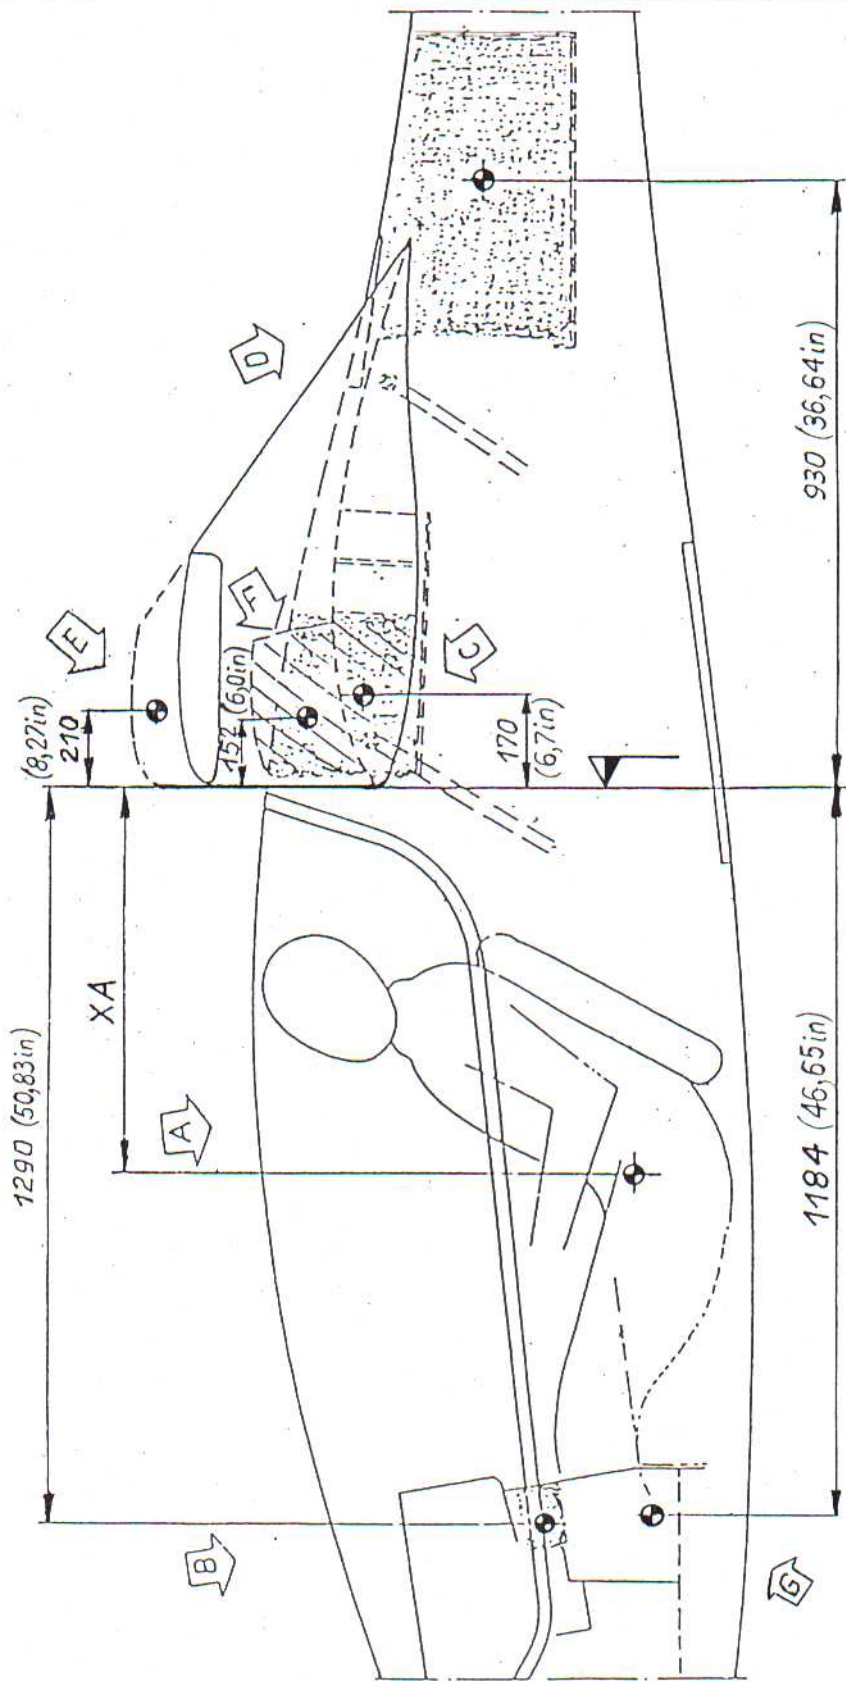 D
E
F
C
(8,27in)
210
152 (6,0in)
170
(6,7in)
930 (36,64in)
1290 (50,83in)
XA
A
1184 (46,65in)
B
G